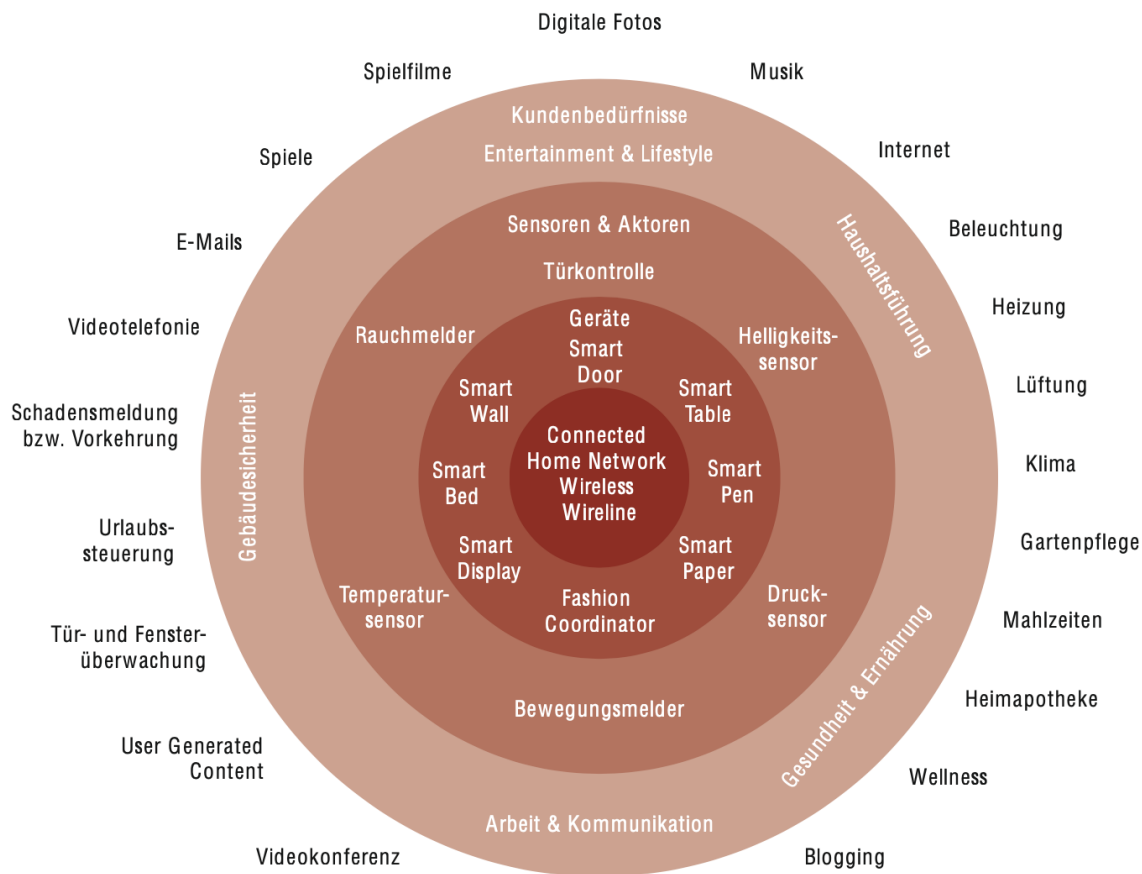 Digitale Fotos
Spielfilme
Musik
Spiele
Internet
E-Mails
Beleuchtung
Videotelefonie
Heizung
Schadensmeldung
bzw. Vorkehrung
Lüftung
Klima
Urlaubs-
steuerung
Gartenpflege
Tür- und Fenster-
überwachung
Mahlzeiten
Heimapotheke
User Generated
Content
Wellness
Videokonferenz
Blogging
Kundenbedürfnisse
Entertainment & Lifestyle
Haushaltsführung
Gesundheit & Ernährung
Arbeit & Kommunikation
Gebäudesicherheit
Sensoren & Aktoren
Türkontrolle
Rauchmelder
Helligkeits-
sensor
Temperatur-
sensor
Druck-
sensor
Bewegungsmelder
Geräte
Smart
Door
Smart
Wall
Smart
Table
Smart
Bed
Smart
Pen
Smart
Display
Smart
Paper
Fashion
Coordinator
Connected
Home Network
Wireless
Wireline